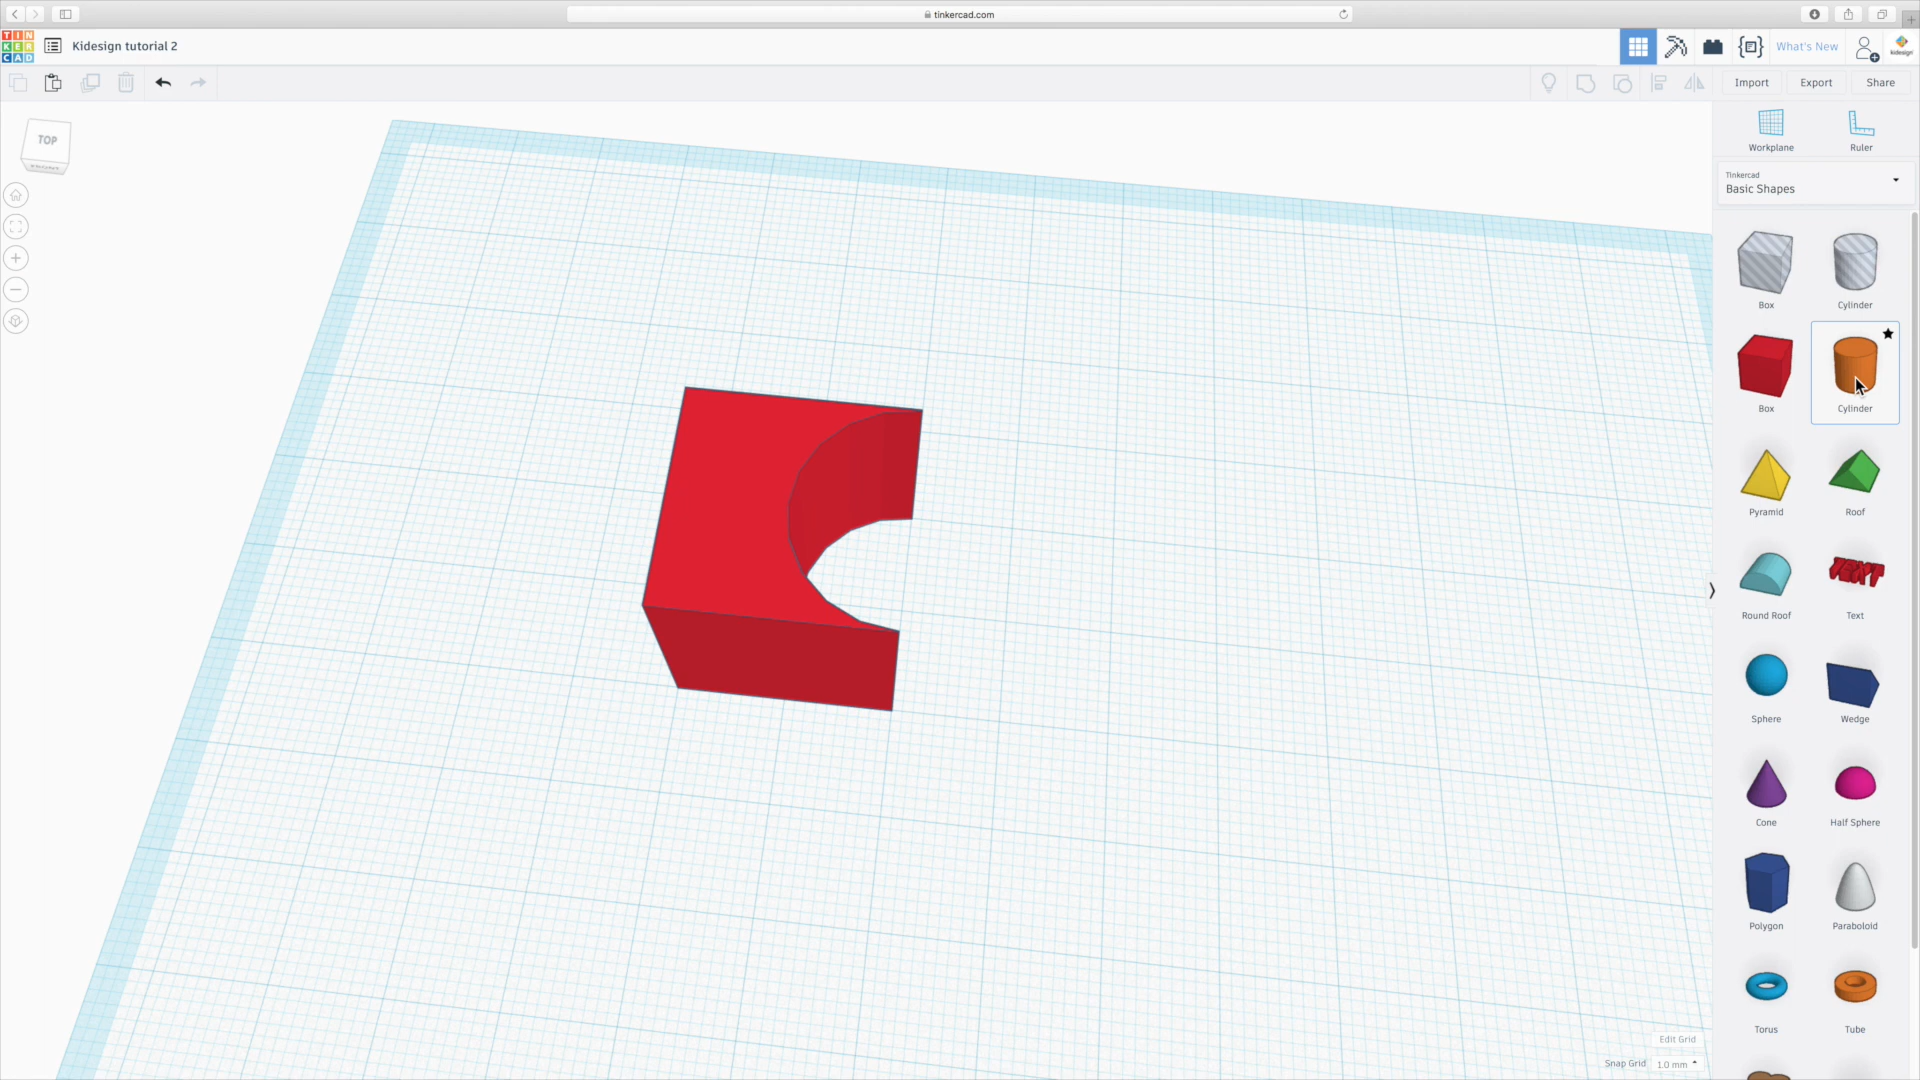 tinkercad.com
TIN
KER
CAD
Kidesign tutorial 2
What's New
kidesign
Import
Export
Share
TOP
Workplane
Ruler
Tinkercad
Basic Shapes
Box
Cylinder
Box
Cylinder
Pyramid
Roof
Round Roof
Text
TEXT
Sphere
Wedge
Cone
Half Sphere
Polygon
Paraboloid
Torus
Tube
Edit Grid
Snap Grid 1.0 mm